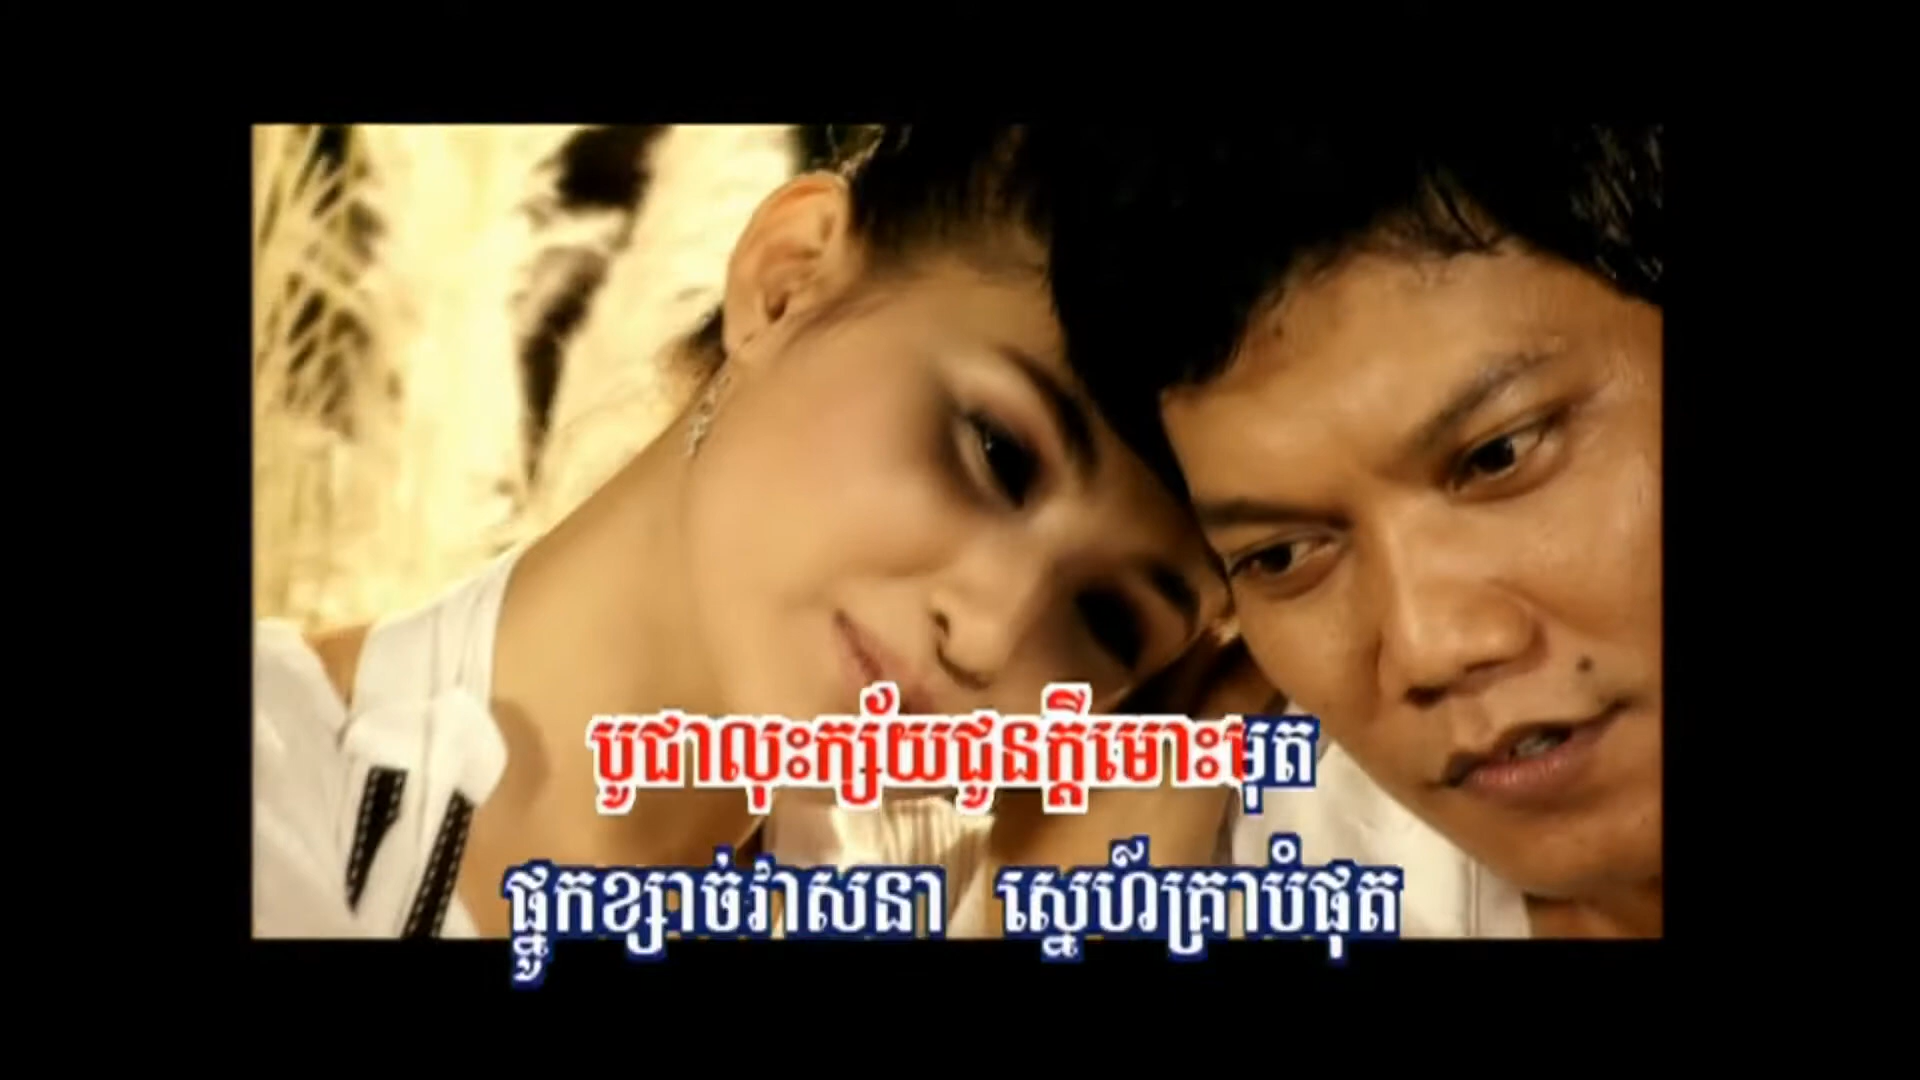 បូជាលុះក្ស័យជូនក្ដីមោះមុត
ផ្នូកខ្សាច់វាសនា ស្នេហ៍គ្រាបំផុត